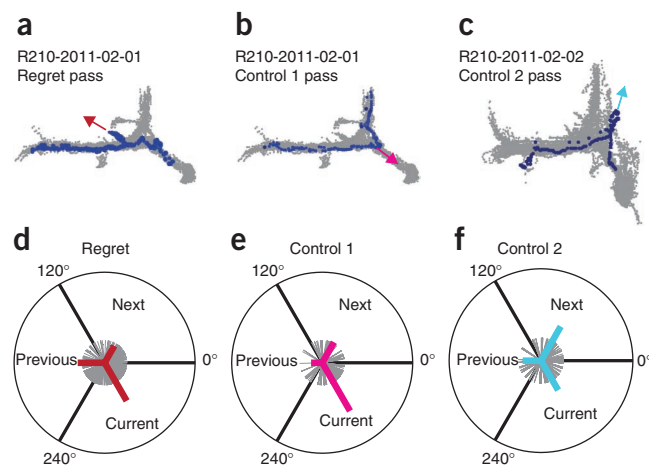 a
R210-2011-02-01
Regret pass
b
R210-2011-02-01
Control 1 pass
c
R210-2011-02-02
Control 2 pass
d
Regret
120°
Next
Previous
0°
Current
240°
e
Control 1
120°
Next
Previous
0°
Current
240°
f
Control 2
120°
Next
Previous
0°
Current
240°